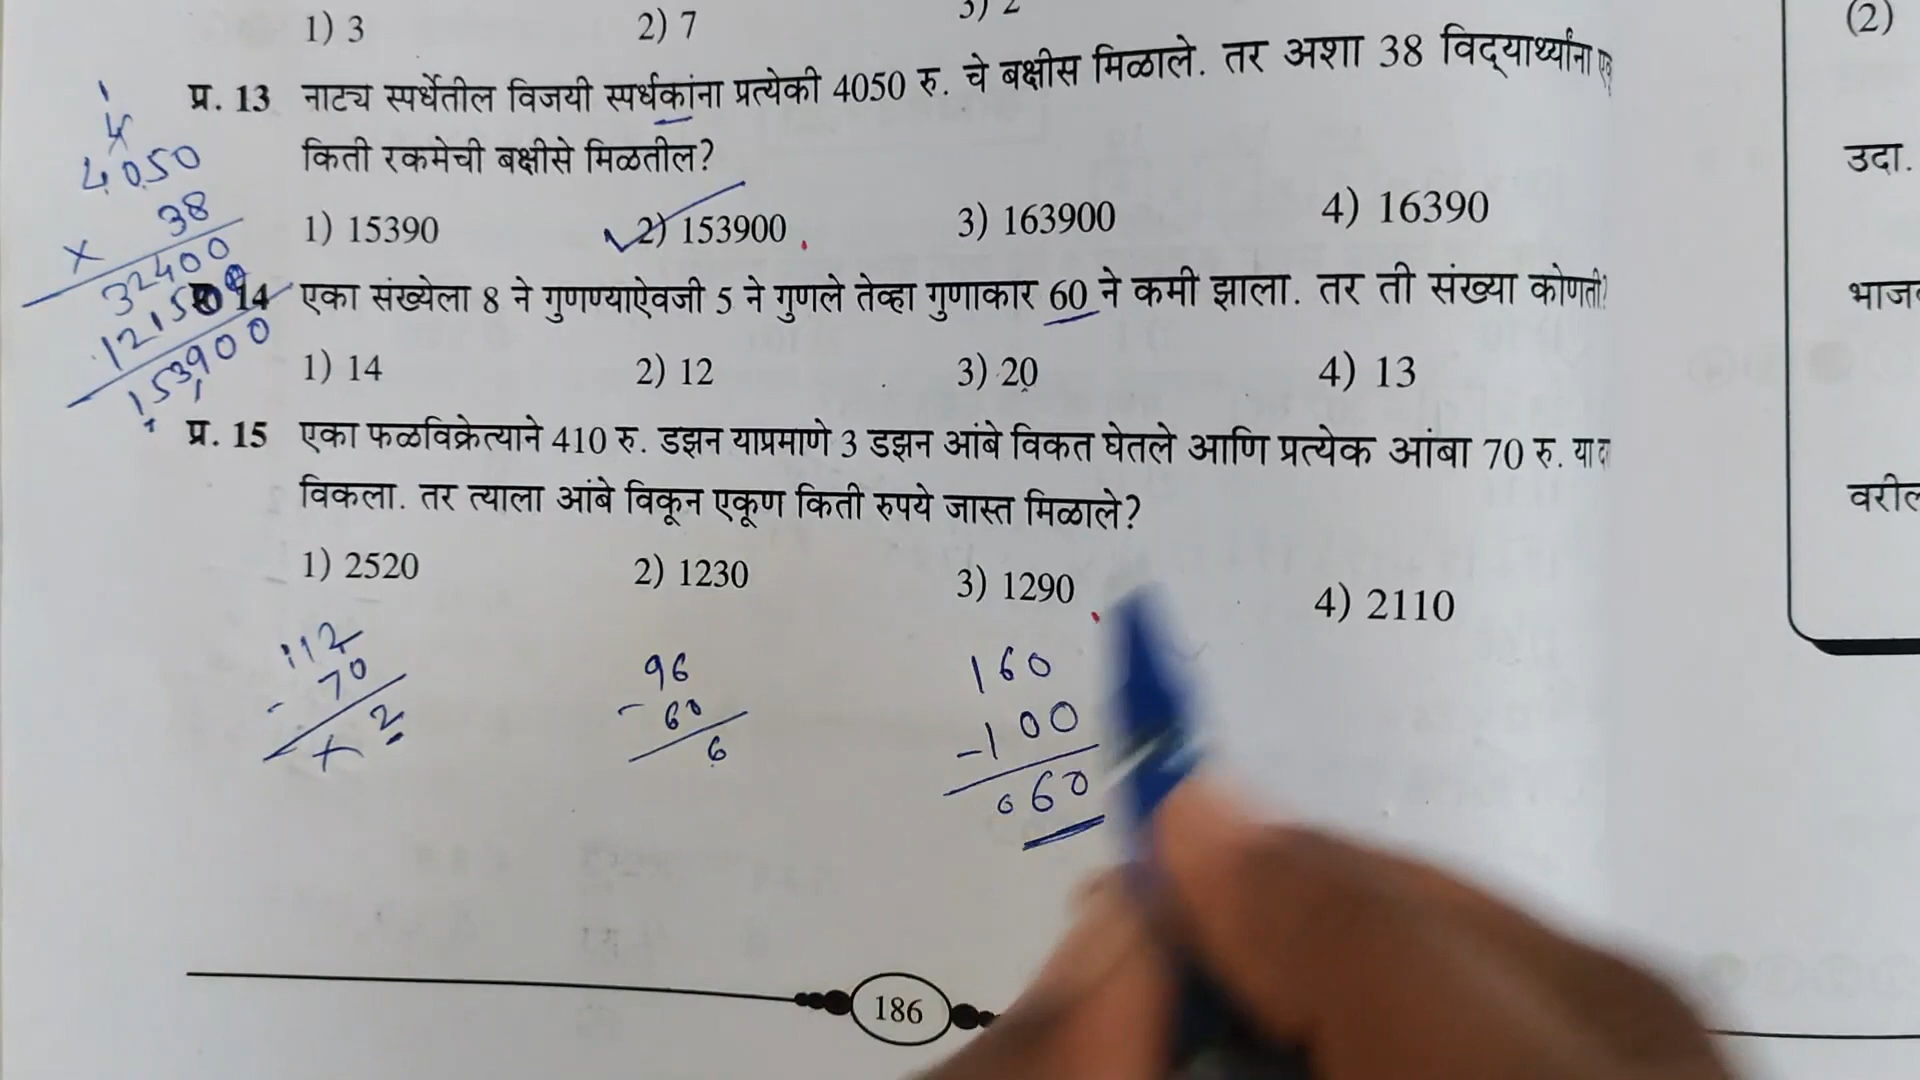 1) 3 2) 7
(2)
प्र. 13 नाट्य स्पर्धेतील विजयी स्पर्धकांना प्रत्येकी 4050 रु. चे बक्षीस मिळाले. तर अशा 38 विद्यार्थ्यांना
किती रकमेची बक्षीसे मिळतील?
1) 15390 2) 153900 3) 163900 4) 16390
14 एका संख्येला 8 ने गुणण्याऐवजी 5 ने गुणले तेव्हा गुणाकार 60 ने कमी झाला. तर ती संख्या कोणती?
1) 14 2) 12 3) 20 4) 13
प्र. 15 एका फळविक्रेत्याने 410 रु. डझन याप्रमाणे 3 डझन आंबे विकत घेतले आणि प्रत्येक आंबा 70 रु.
विकला. तर त्याला आंबे विकून एकूण किती रुपये जास्त मिळाले?
1) 2520 2) 1230 3) 1290 4) 2110
4050
× 38
32400
153900
112
- 70
2
96
- 60
6
160
- 100
060
186
उदा.